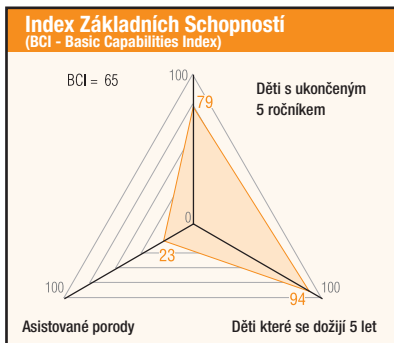 Index Základních Schopností
(BCI - Basic Capabilities Index)
BCI = 65
100
Děti s ukončeným
5 ročníkem
79
0
23
100
100
94
Asistované porody
Děti které se dožijí 5 let